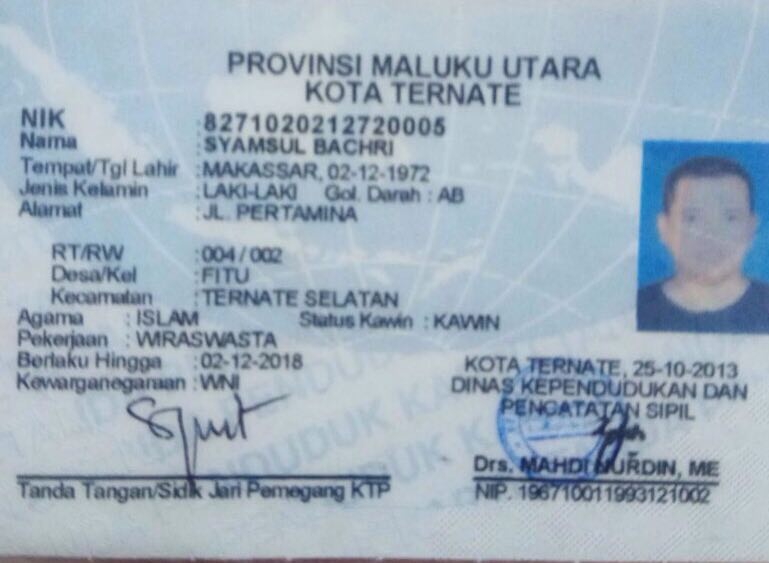 PROVINSI MALUKU UTARA
KOTA TERNATE
NIK : 8271020212720005
Nama : SYAMSUL BACHRI
Tempat/Tgl Lahir : MAKASSAR, 02-12-1972
Jenis Kelamin : LAKI-LAKI Gol. Darah : AB
Alamat : JL. PERTAMINA
RT/RW : 004 / 002
Desa/Kel : FITU
Kecamatan : TERNATE SELATAN
Agama : ISLAM Status Kawin : KAWIN
Pekerjaan : WIRASWASTA
Berlaku Hingga : 02-12-2018
Kewarganegaraan : WNI
KOTA TERNATE, 25-10-2013
DINAS KEPENDUDUKAN DAN
PENCATATAN SIPIL
Drs. MAHDI NURDIN, ME
NIP. 196710011993121002
Tanda Tangan/Sidik Jari Pemegang KTP